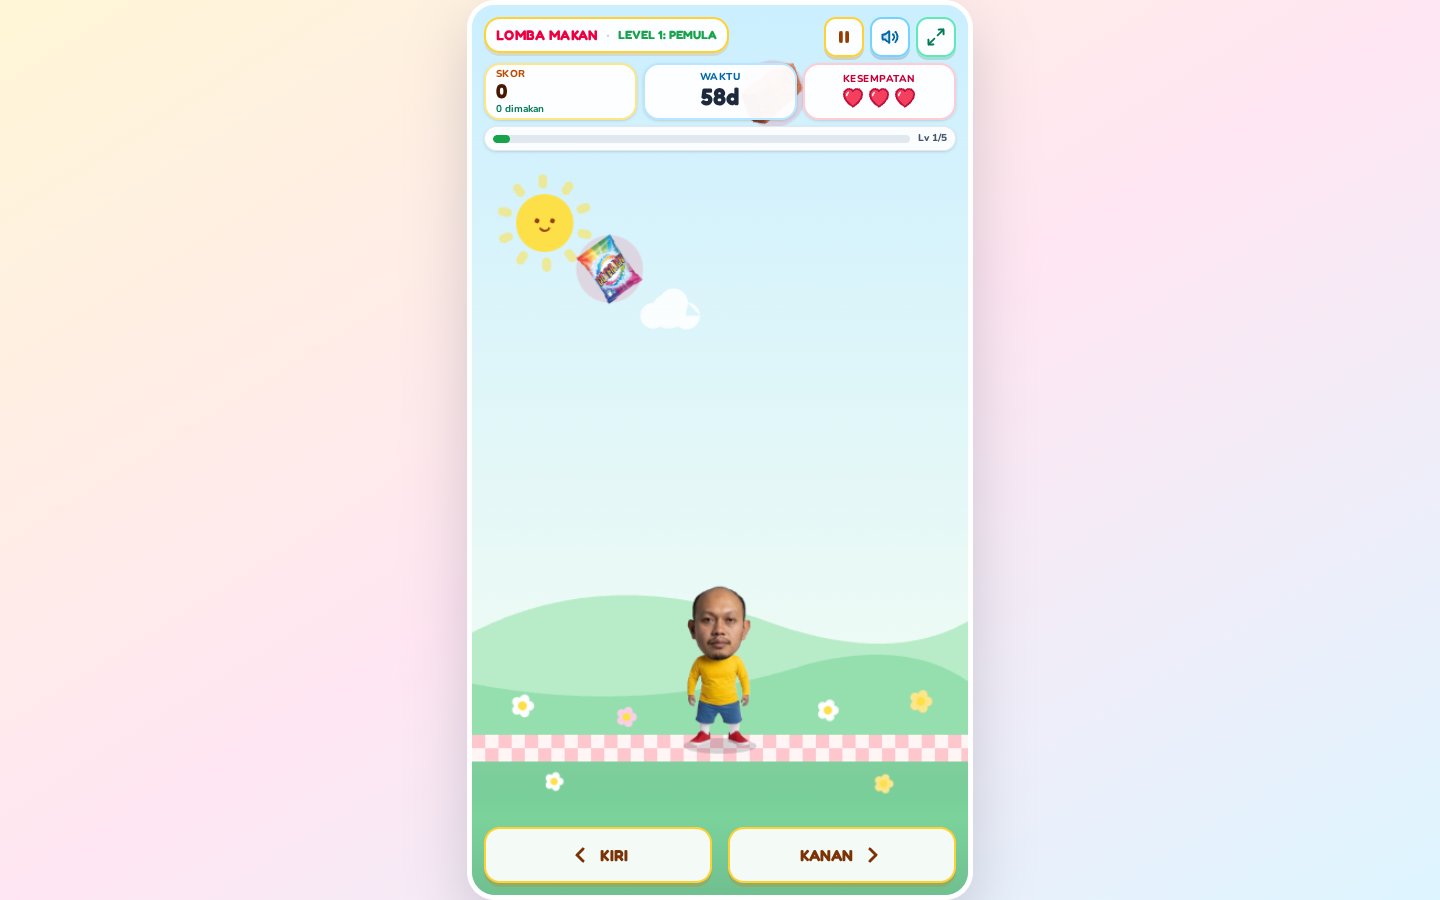 LOMBA MAKAN · LEVEL 1: PEMULA
SKOR
0
0 dimakan
WAKTU
58d
KESEMPATAN
Lv 1/5
KIRI
KANAN